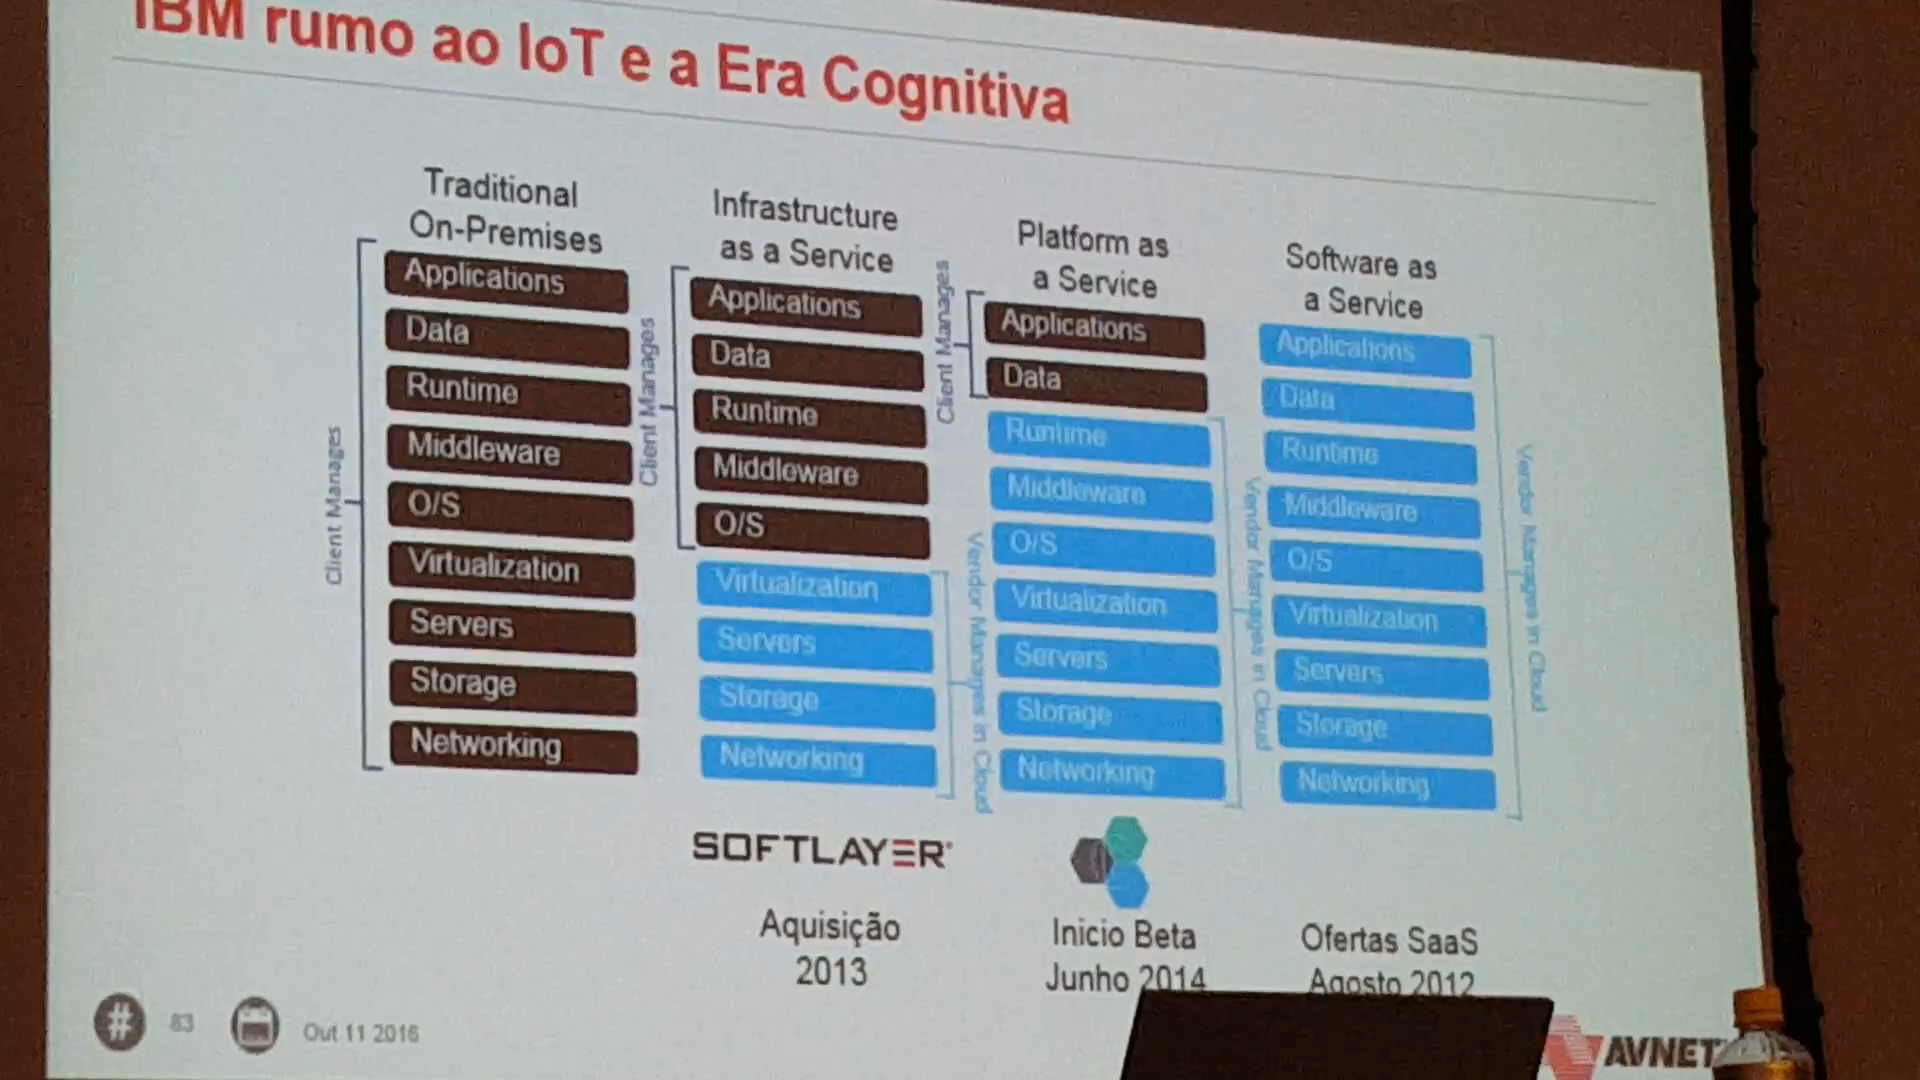 IBM rumo ao IoT e a Era Cognitiva
Traditional
On-Premises
Client Manages
Applications
Data
Runtime
Middleware
O/S
Virtualization
Servers
Storage
Networking
Infrastructure
as a Service
Client Manages
Applications
Data
Runtime
Middleware
O/S
Virtualization
Servers
Storage
Networking
Vendor Manages in Cloud
SOFTLAYER
Aquisição
2013
Platform as
a Service
Client Manages
Applications
Data
Runtime
Middleware
O/S
Virtualization
Servers
Storage
Networking
Vendor Manages in Cloud
Inicio Beta
Junho 2014
Software as
a Service
Applications
Data
Runtime
Middleware
O/S
Virtualization
Servers
Storage
Networking
Vendor Manages in Cloud
Ofertas SaaS
Agosto 2012
# 83
Out 11 2016
AVNET